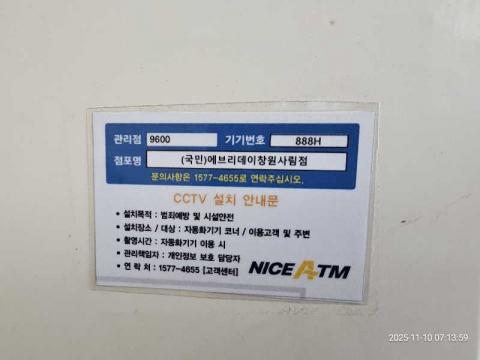 관리점 9600 기기번호 888H
점포명 (국민)에브리데이창원사림점
문의사항은 1577-4655로 연락주십시오.
CCTV 설치 안내문
• 설치목적 : 범죄예방 및 시설안전
• 설치장소 / 대상 : 자동화기기 코너 / 이용고객 및 주변
• 촬영시간 : 자동화기기 이용 시
• 관리책임자 : 개인정보 보호 담당자
• 연 락 처 : 1577-4655 [고객센터]
NICE ATM
2025-11-10 07:13:59